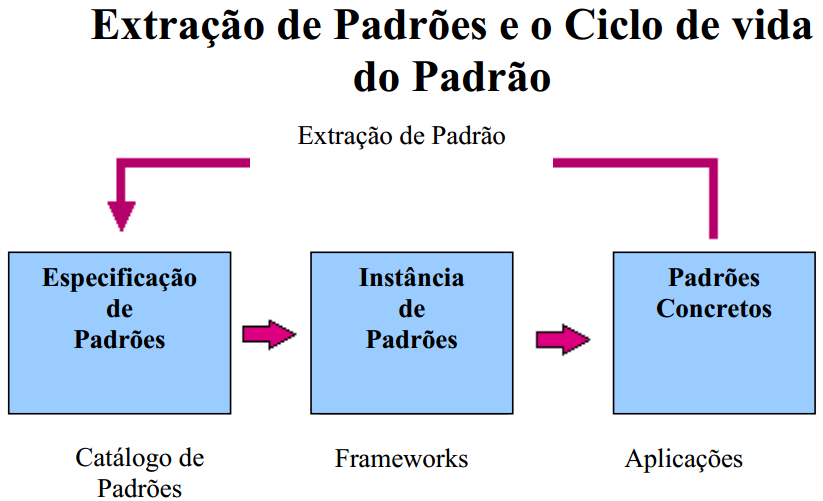 Extração de Padrões e o Ciclo de vida
do Padrão
Extração de Padrão
Especificação
de
Padrões
Instância
de
Padrões
Padrões
Concretos
Catálogo de
Padrões
Frameworks
Aplicações